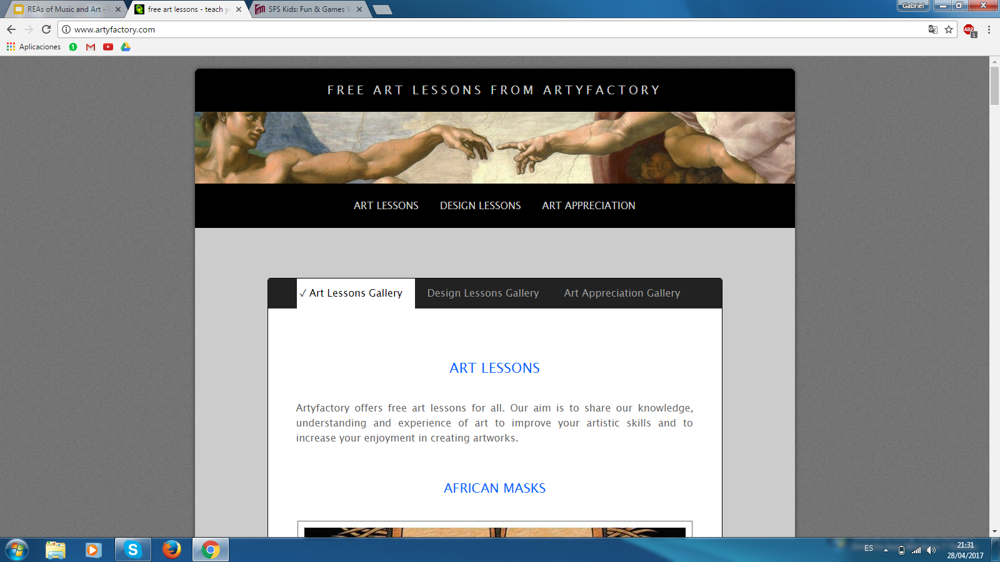 REAs of Music and Art -
free art lessons - teach y
SFS Kids: Fun & Games
Gabriel
www.artyfactory.com
ABP
1
Aplicaciones
1
FREE ART LESSONS FROM ARTYFACTORY
ART LESSONS DESIGN LESSONS ART APPRECIATION
✓ Art Lessons Gallery Design Lessons Gallery Art Appreciation Gallery
ART LESSONS
Artyfactory offers free art lessons for all. Our aim is to share our knowledge,
understanding and experience of art to improve your artistic skills and to
increase your enjoyment in creating artworks.
AFRICAN MASKS
ES
21:31
28/04/2017